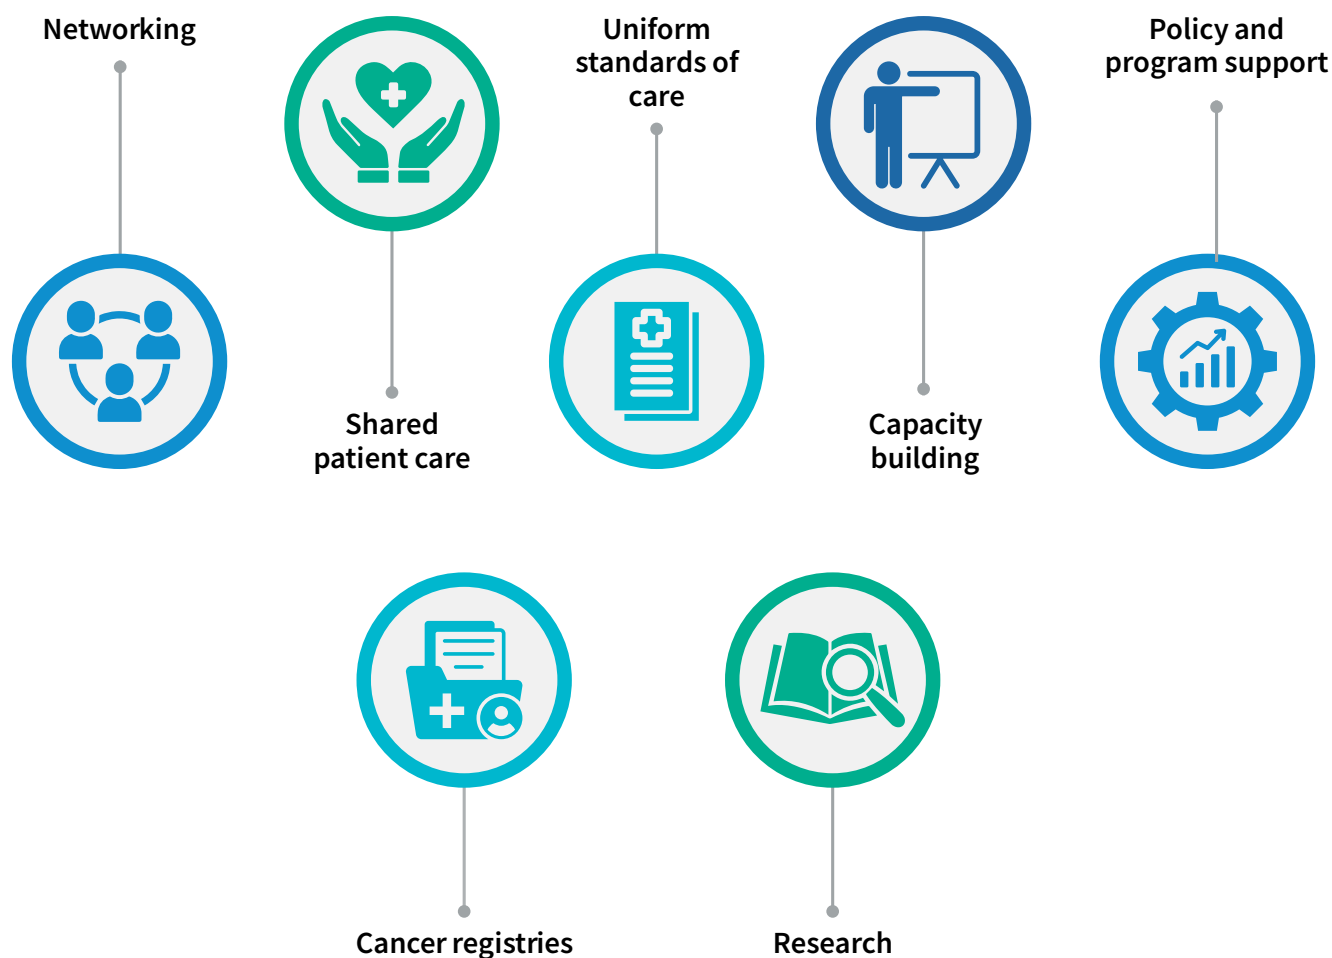 Networking
Shared
patient care
Uniform
standards of
care
Capacity
building
Policy and
program support
Cancer registries
Research